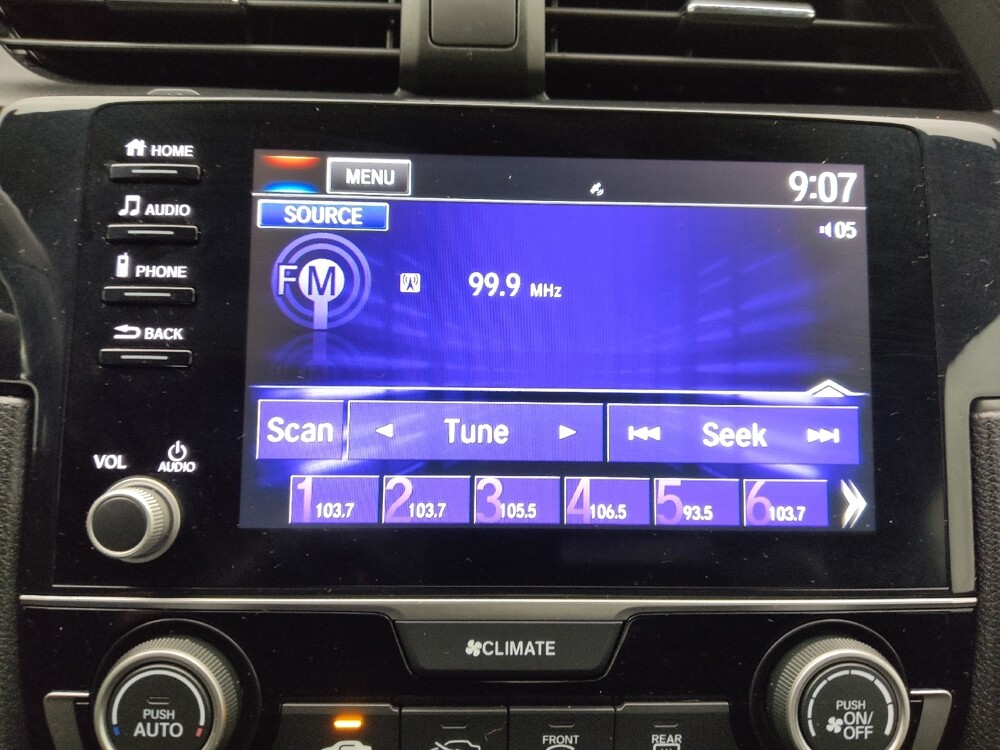 HOME
AUDIO
PHONE
BACK
VOL
AUDIO
MENU
9:07
SOURCE
05
FM
99.9 MHz
Scan
Tune
Seek
1 103.7
2 103.7
3 105.5
4 106.5
5 93.5
6 103.7
CLIMATE
PUSH
AUTO
FRONT
REAR
PUSH
ON/
OFF